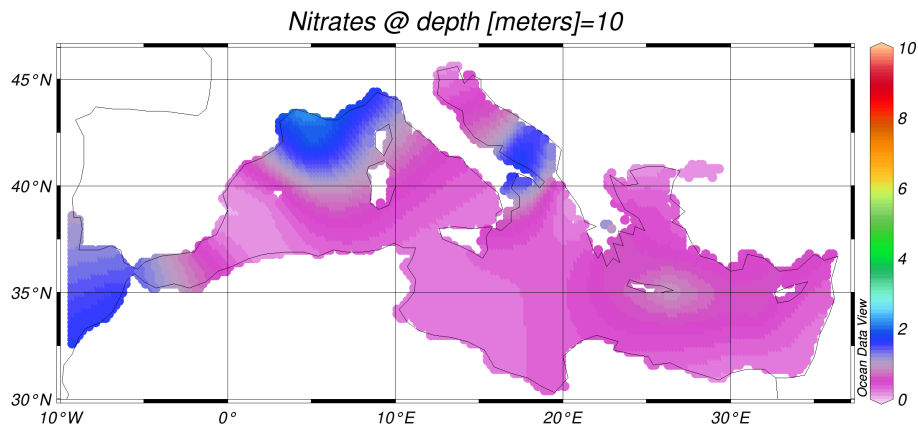 Nitrates @ depth [meters]=10
45°N
40°N
35°N
30°N
10°W
0°
10°E
20°E
30°E
Ocean Data View
10
8
6
4
2
0